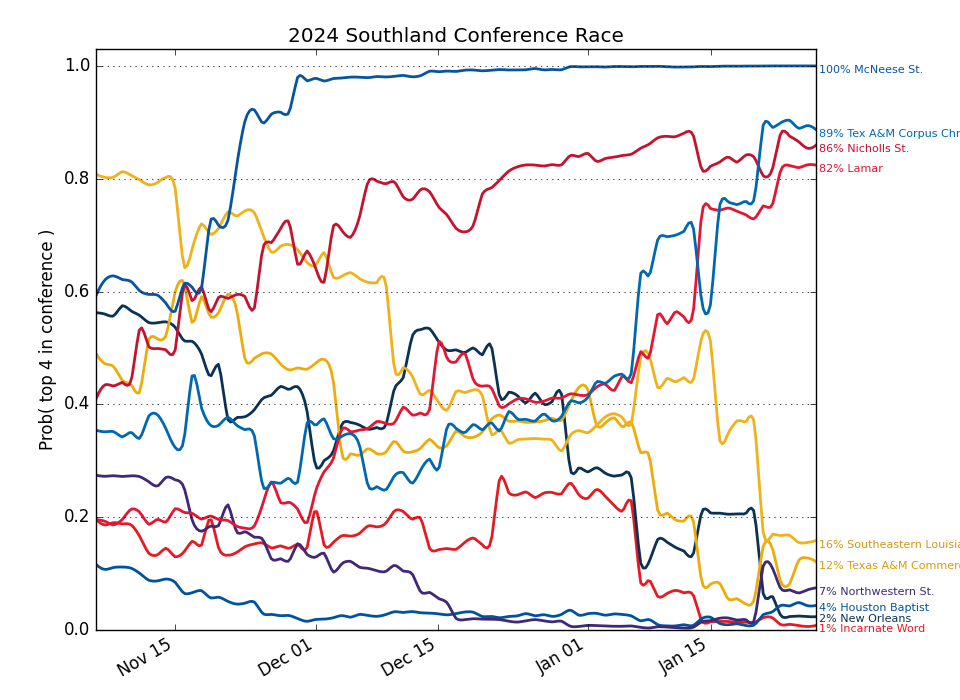 2024 Southland Conference Race
Prob( top 4 in conference )
1.0
0.8
0.6
0.4
0.2
0.0
Nov 15
Dec 01
Dec 15
Jan 01
Jan 15
100% McNeese St.
89% Tex A&M Corpus Chr
86% Nicholls St.
82% Lamar
16% Southeastern Louisia
12% Texas A&M Commerc
7% Northwestern St.
4% Houston Baptist
2% New Orleans
1% Incarnate Word